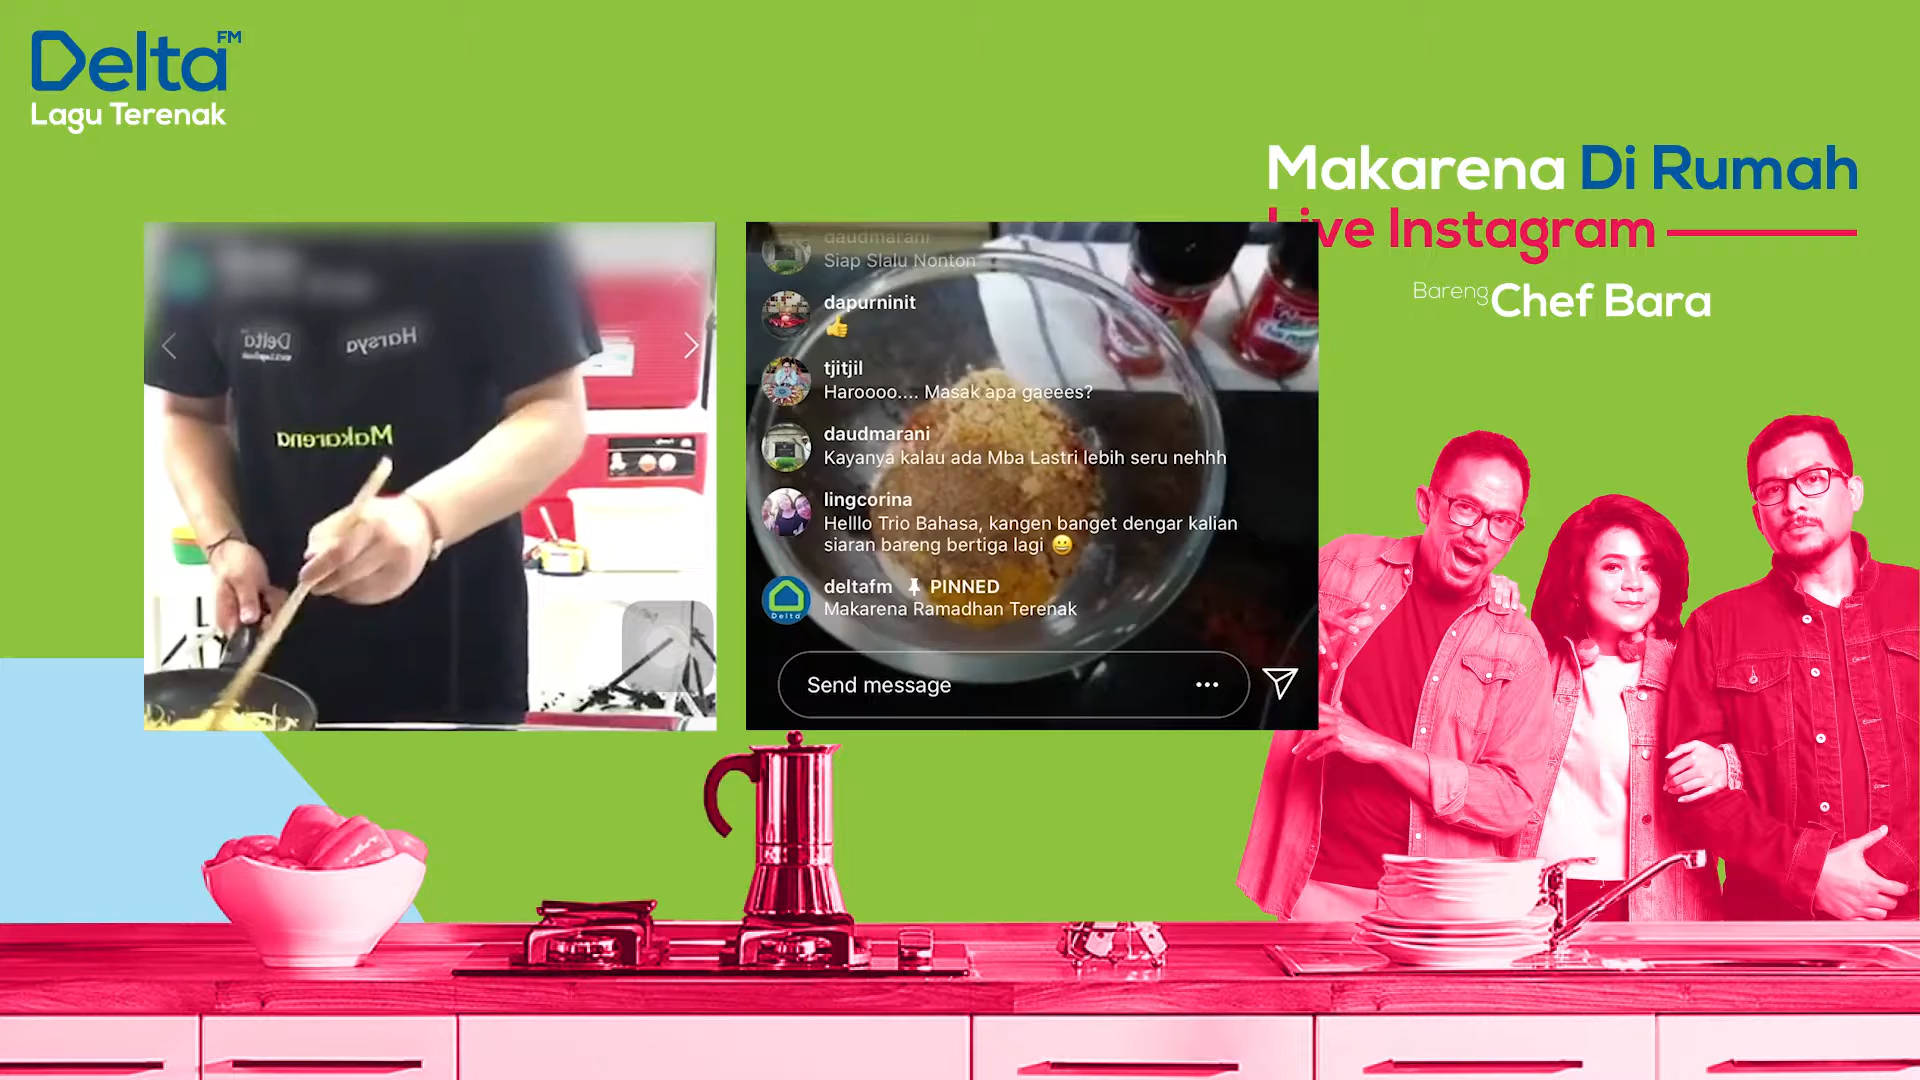 Delta FM
Lagu Terenak
Makarena Di Rumah
Live Instagram
Bareng Chef Bara
Delta
Harsya
Makarena
daudmarani
Siap Slalu Nonton
dapurninit
👍
tjitjil
Haroooo.... Masak apa gaeees?
daudmarani
Kayanya kalau ada Mba Lastri lebih seru nehhh
lingcorina
Helllo Trio Bahasa, kangen banget dengar kalian
siaran bareng bertiga lagi 😀
deltafm PINNED
Makarena Ramadhan Terenak
Delta
Send message